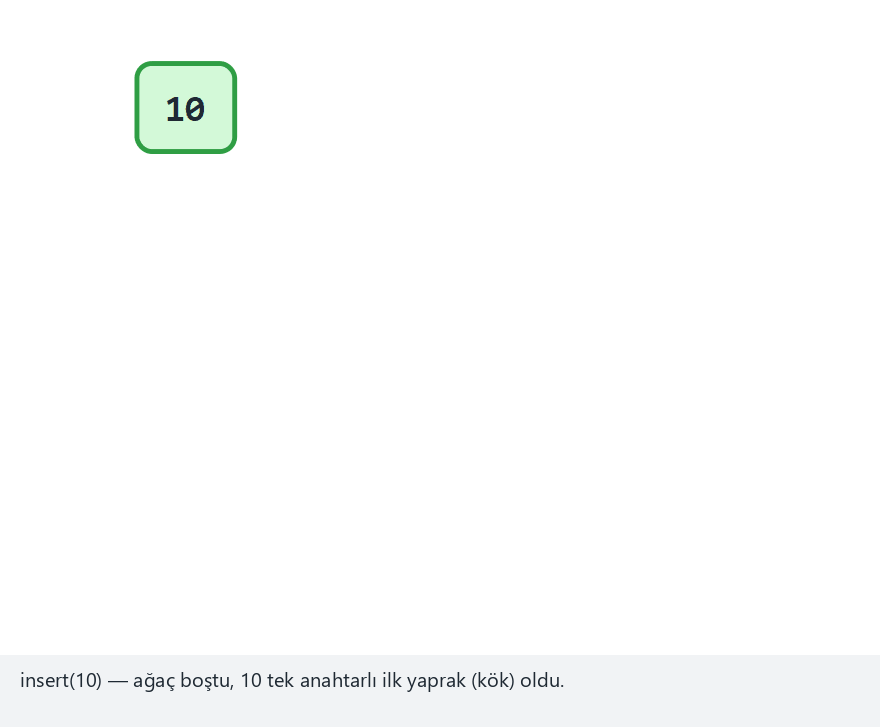 10
insert(10) — ağaç boştu, 10 tek anahtarlı ilk yaprak (kök) oldu.